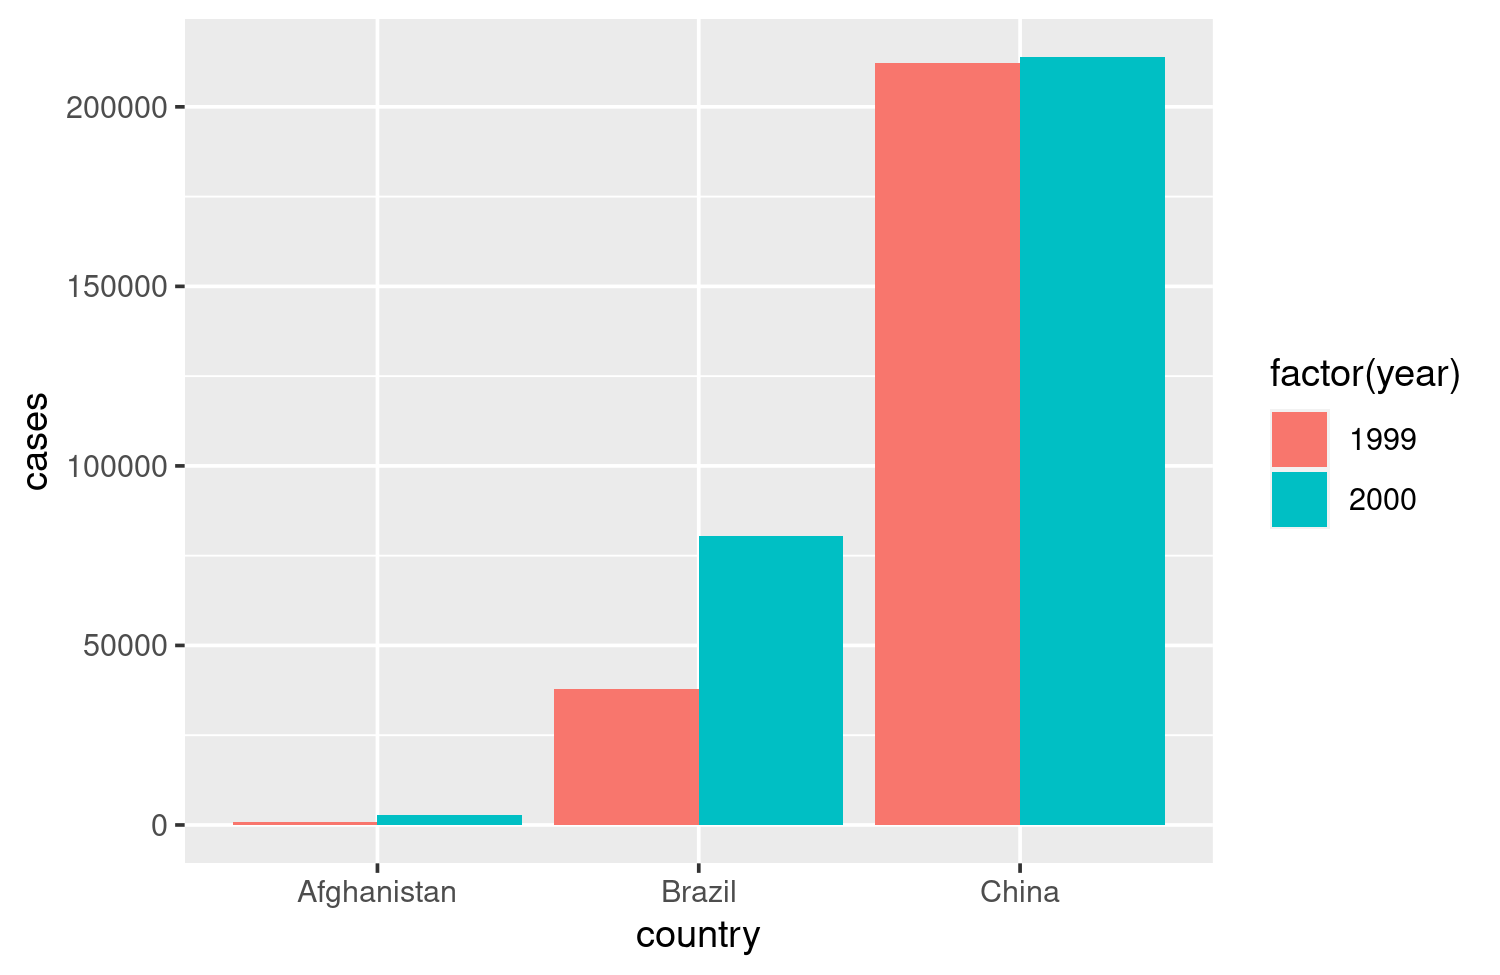 200000
150000
100000
50000
0
cases
Afghanistan
Brazil
China
country
factor(year)
1999
2000